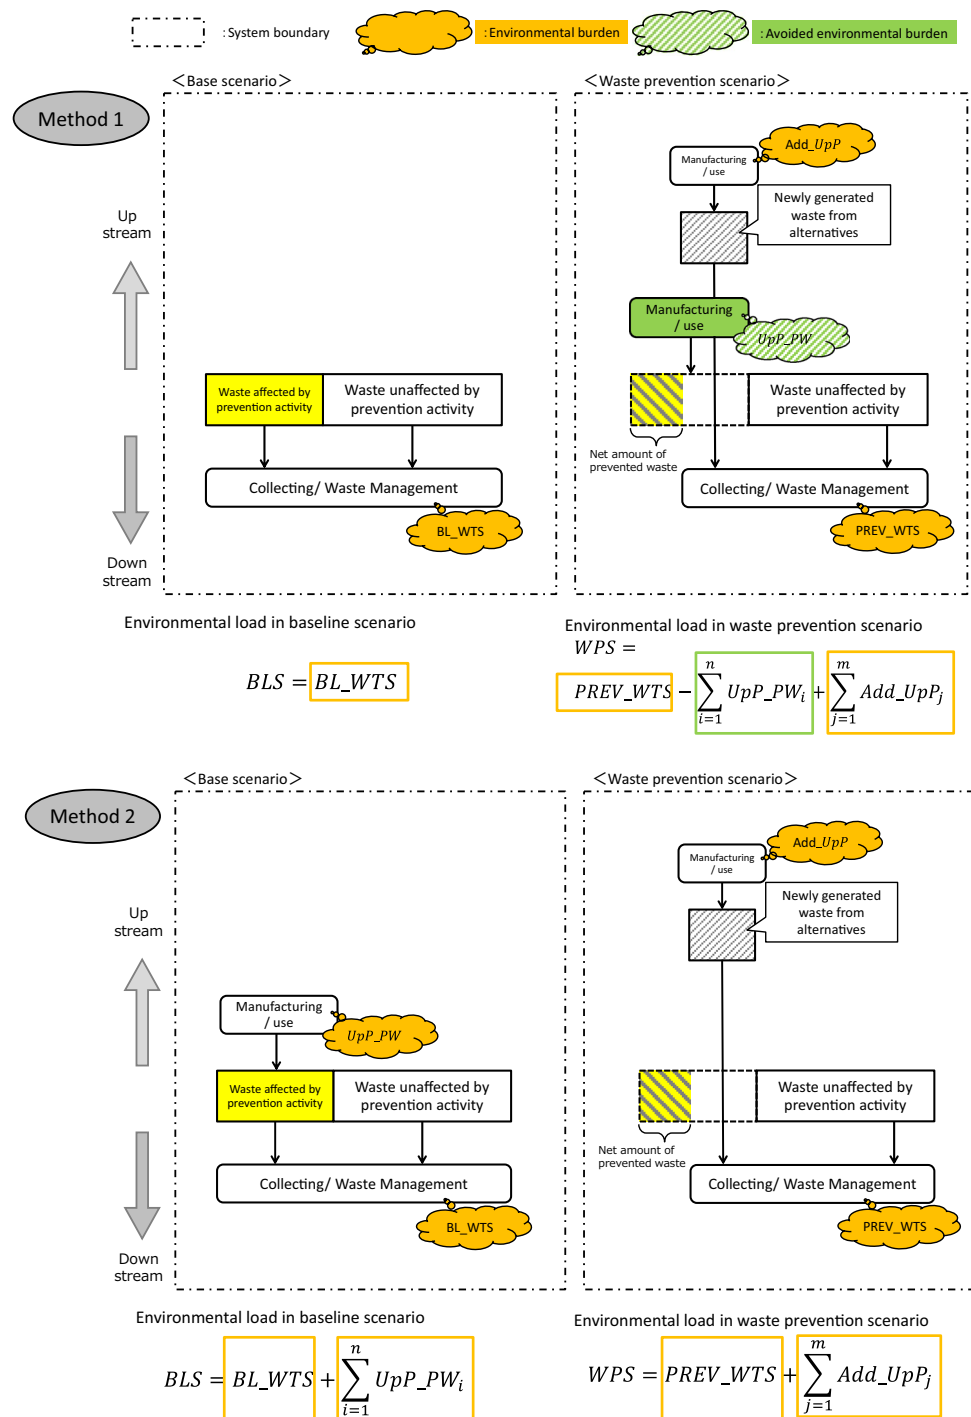 : System boundary
: Environmental burden
: Avoided environmental burden
<Base scenario>
<Waste prevention scenario>
Method 1
Add_UpP
Manufacturing
/ use
Newly generated
waste from
alternatives
Up
stream
Manufacturing
/ use
UpP_PW
Waste affected by
prevention activity
Waste unaffected by
prevention activity
Waste unaffected by
prevention activity
Net amount of
prevented waste
Collecting/ Waste Management
Collecting/ Waste Management
BL_WTS
PREV_WTS
Down
stream
Environmental load in baseline scenario
BLS = BL_WTS
Environmental load in waste prevention scenario
WPS =
PREV_WTS − ∑_{i=1}^{n} UpP_PW_i + ∑_{j=1}^{m} Add_UpP_j
<Base scenario>
<Waste prevention scenario>
Method 2
Add_UpP
Manufacturing
/ use
Newly generated
waste from
alternatives
Up
stream
Manufacturing
/ use
UpP_PW
Waste affected by
prevention activity
Waste unaffected by
prevention activity
Waste unaffected by
prevention activity
Net amount of
prevented waste
Collecting/ Waste Management
Collecting/ Waste Management
BL_WTS
PREV_WTS
Down
stream
Environmental load in baseline scenario
BLS = BL_WTS + ∑_{i=1}^{n} UpP_PW_i
Environmental load in waste prevention scenario
WPS = PREV_WTS + ∑_{j=1}^{m} Add_UpP_j